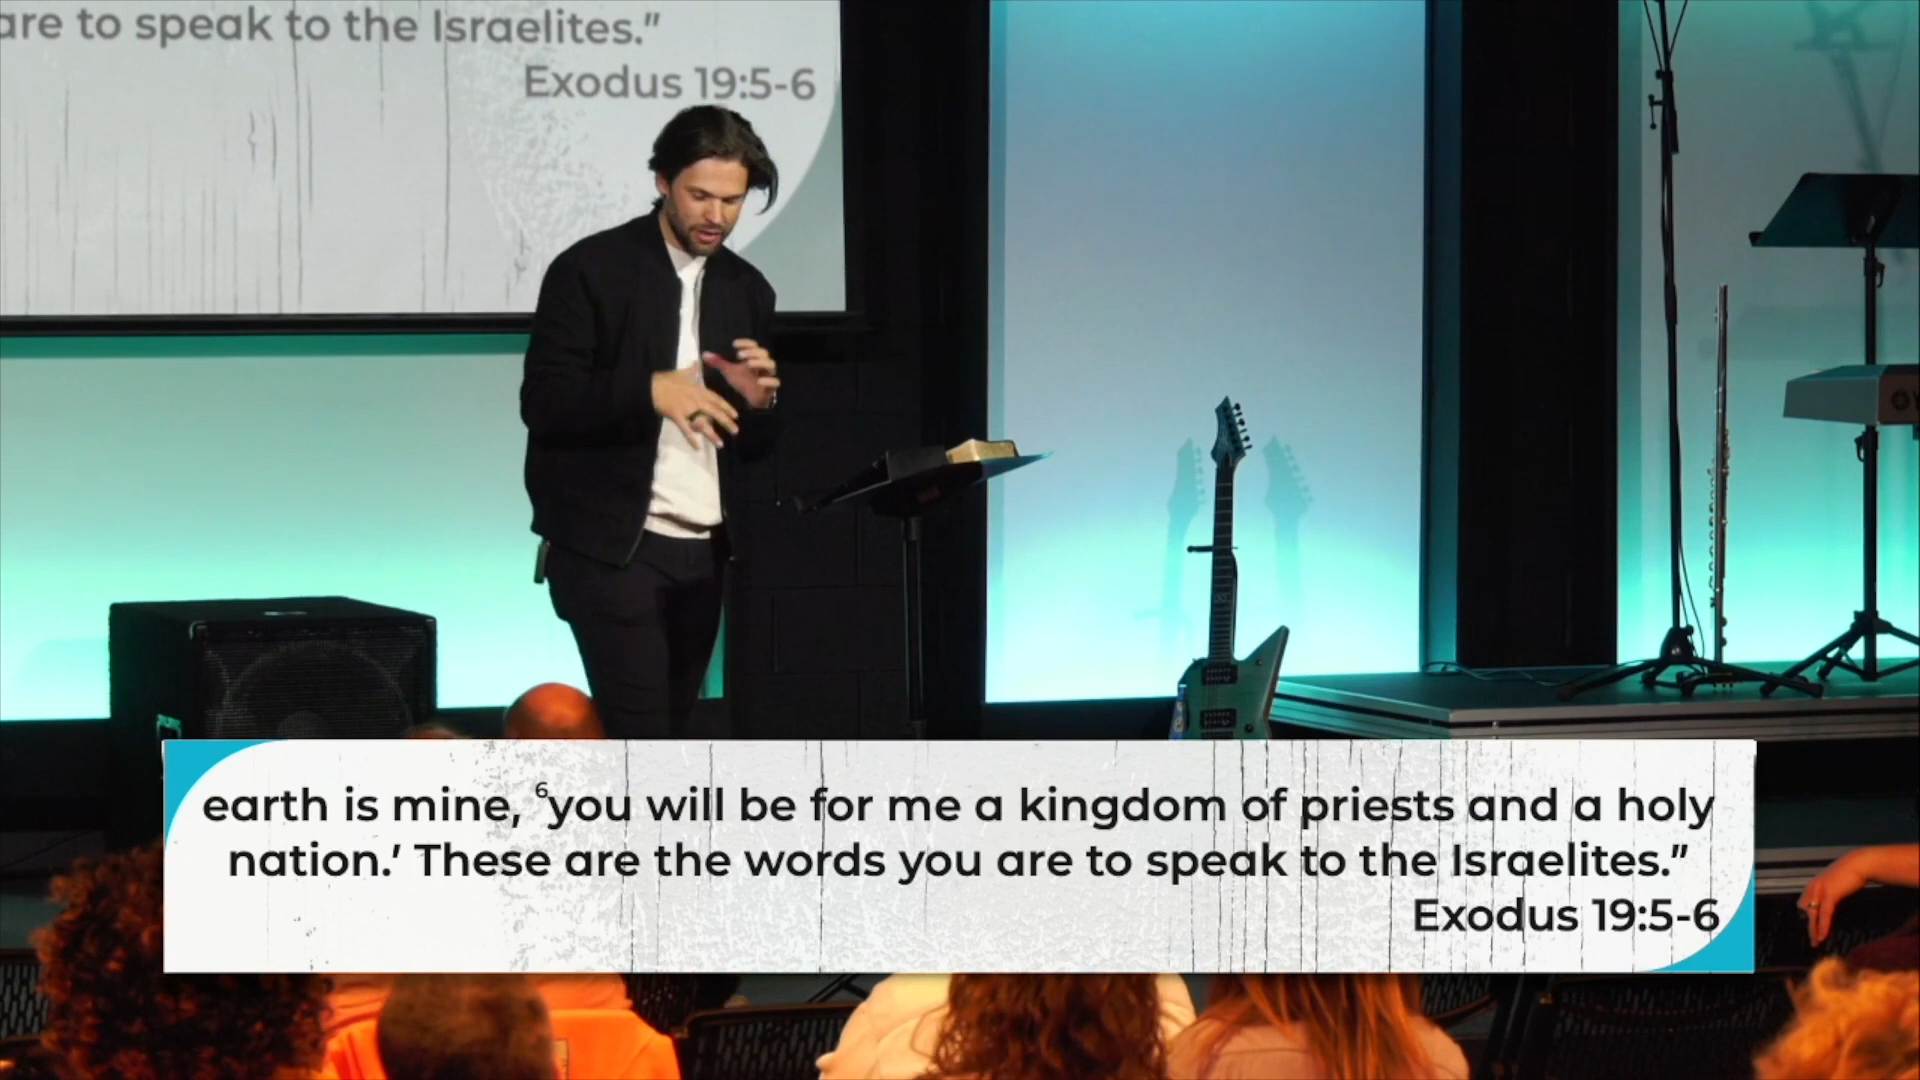 are to speak to the Israelites.”
Exodus 19:5-6
earth is mine, ⁶you will be for me a kingdom of priests and a holy
nation.’ These are the words you are to speak to the Israelites.”
Exodus 19:5-6